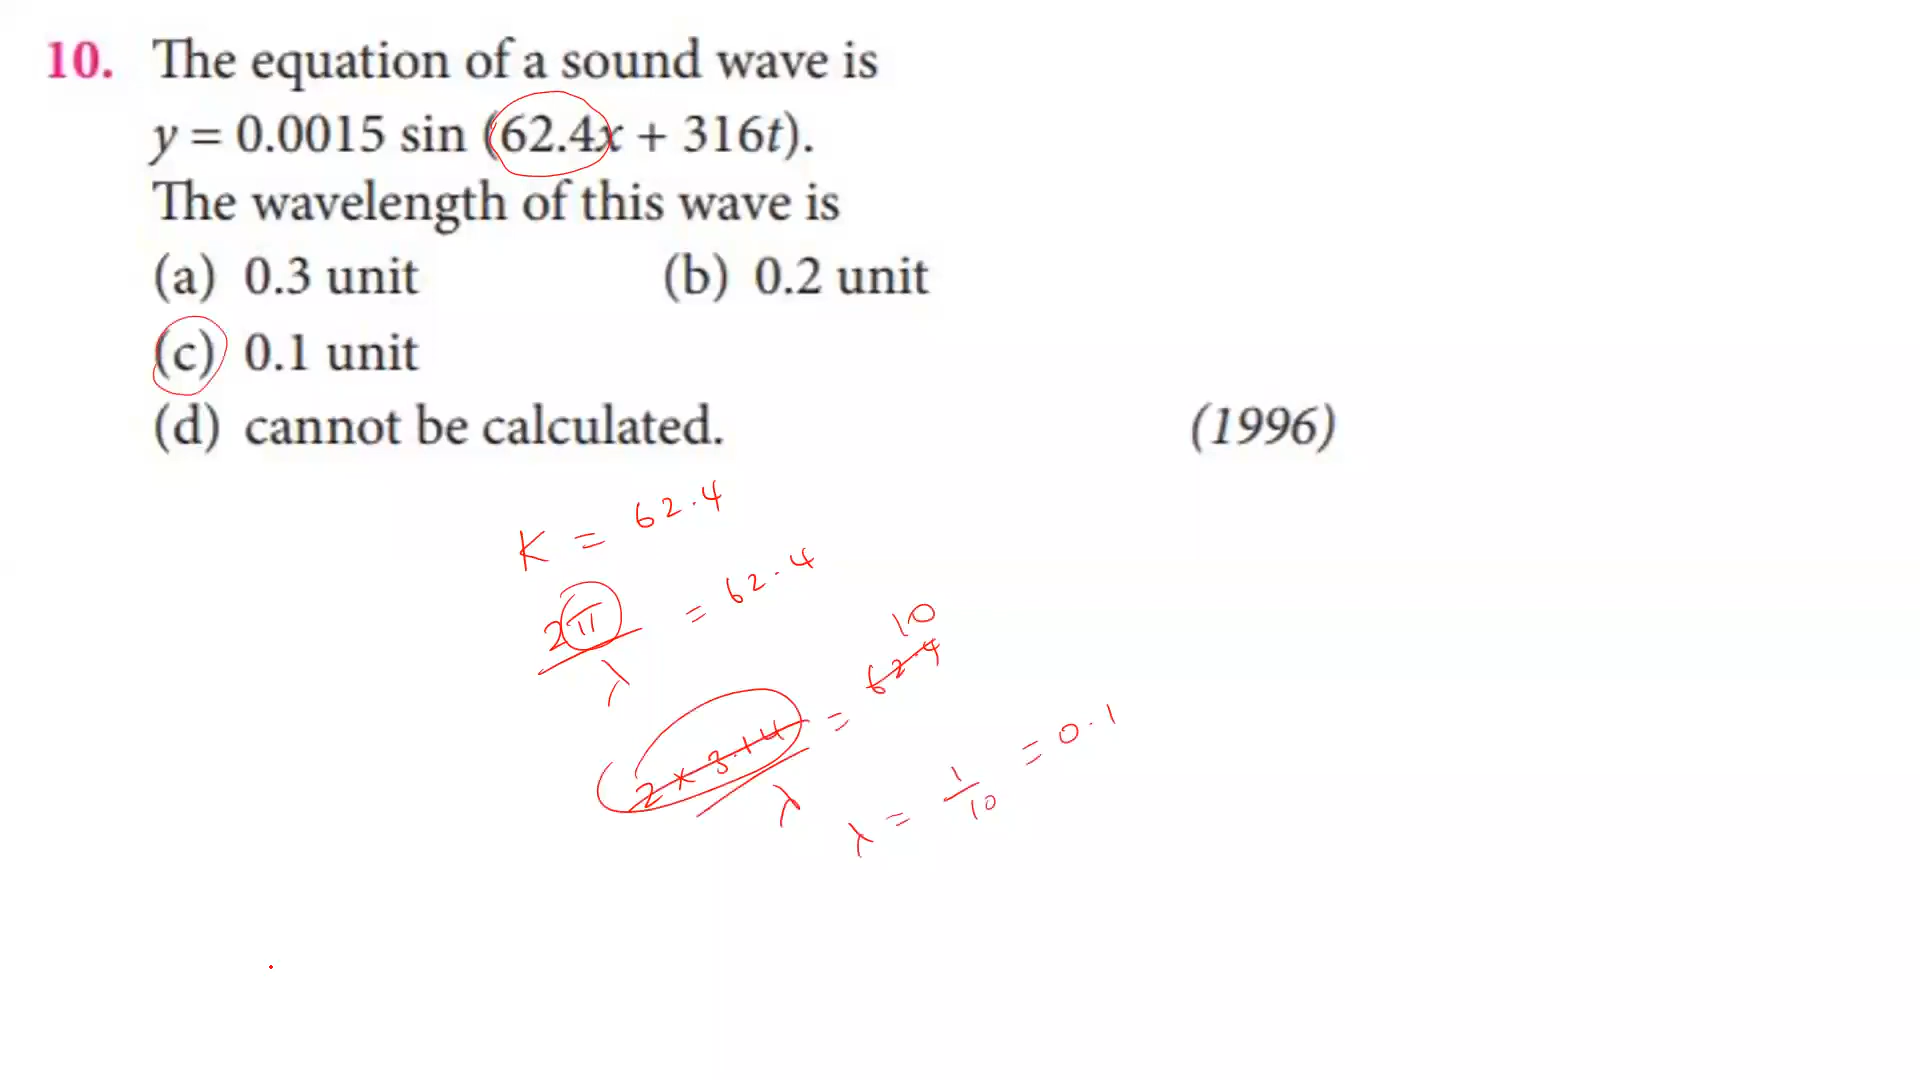 10. The equation of a sound wave is
y = 0.0015 sin (62.4x + 316t).
The wavelength of this wave is
(a) 0.3 unit (b) 0.2 unit
(c) 0.1 unit
(d) cannot be calculated. (1996)
K = 62.4
2π/λ = 62.4
10
2 × 3.14/λ = 62.4
λ = 1/10 = 0.1